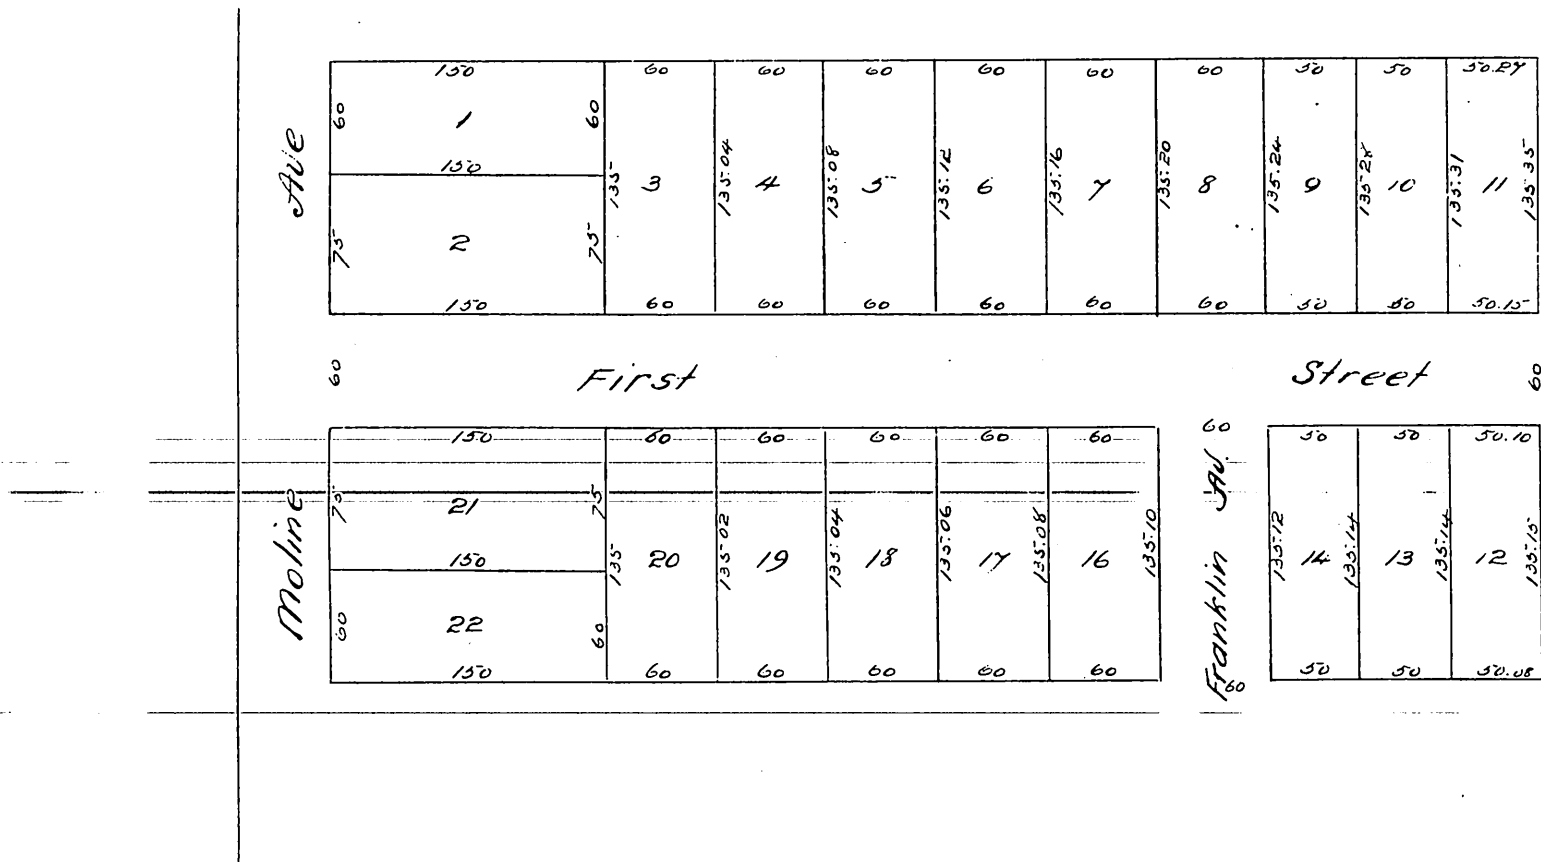 150 60 60 60 60 60 60 50 50 50.27
60 1 60
150
135 3 135.04 4 135.08 5 135.12 6 135.16 7 135.20 8 135.24 9 135.28 10 135.31 11 135.35
75 2 75
150 60 60 60 60 60 60 50 50 50.15
Moline Ave
60 First Street 60
150 60 60 60 60 60 60 50 50 50.10
75 21 75
150
135 20 135.02 19 135.04 18 135.06 17 135.08 16 135.10
Franklin Av.
135.12 14 135.14 13 135.14 12 135.15
60 22 60
150 60 60 60 60 60 60 50 50 50.08